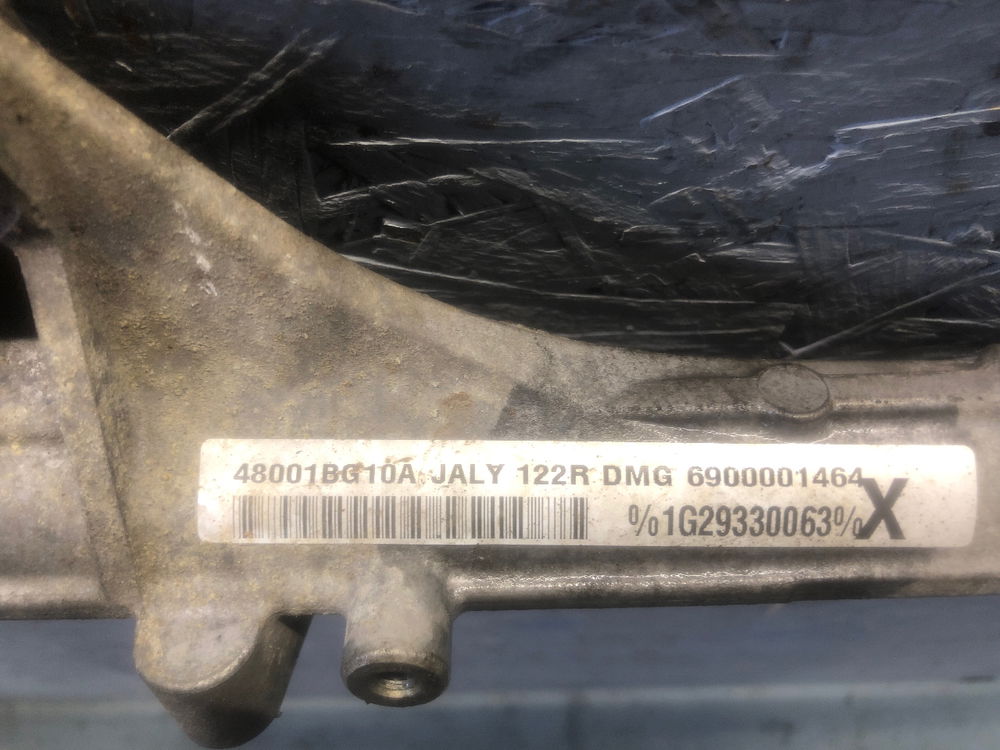 48001BG10A JALY 122R DMG 6900001464
%1G29330063% X